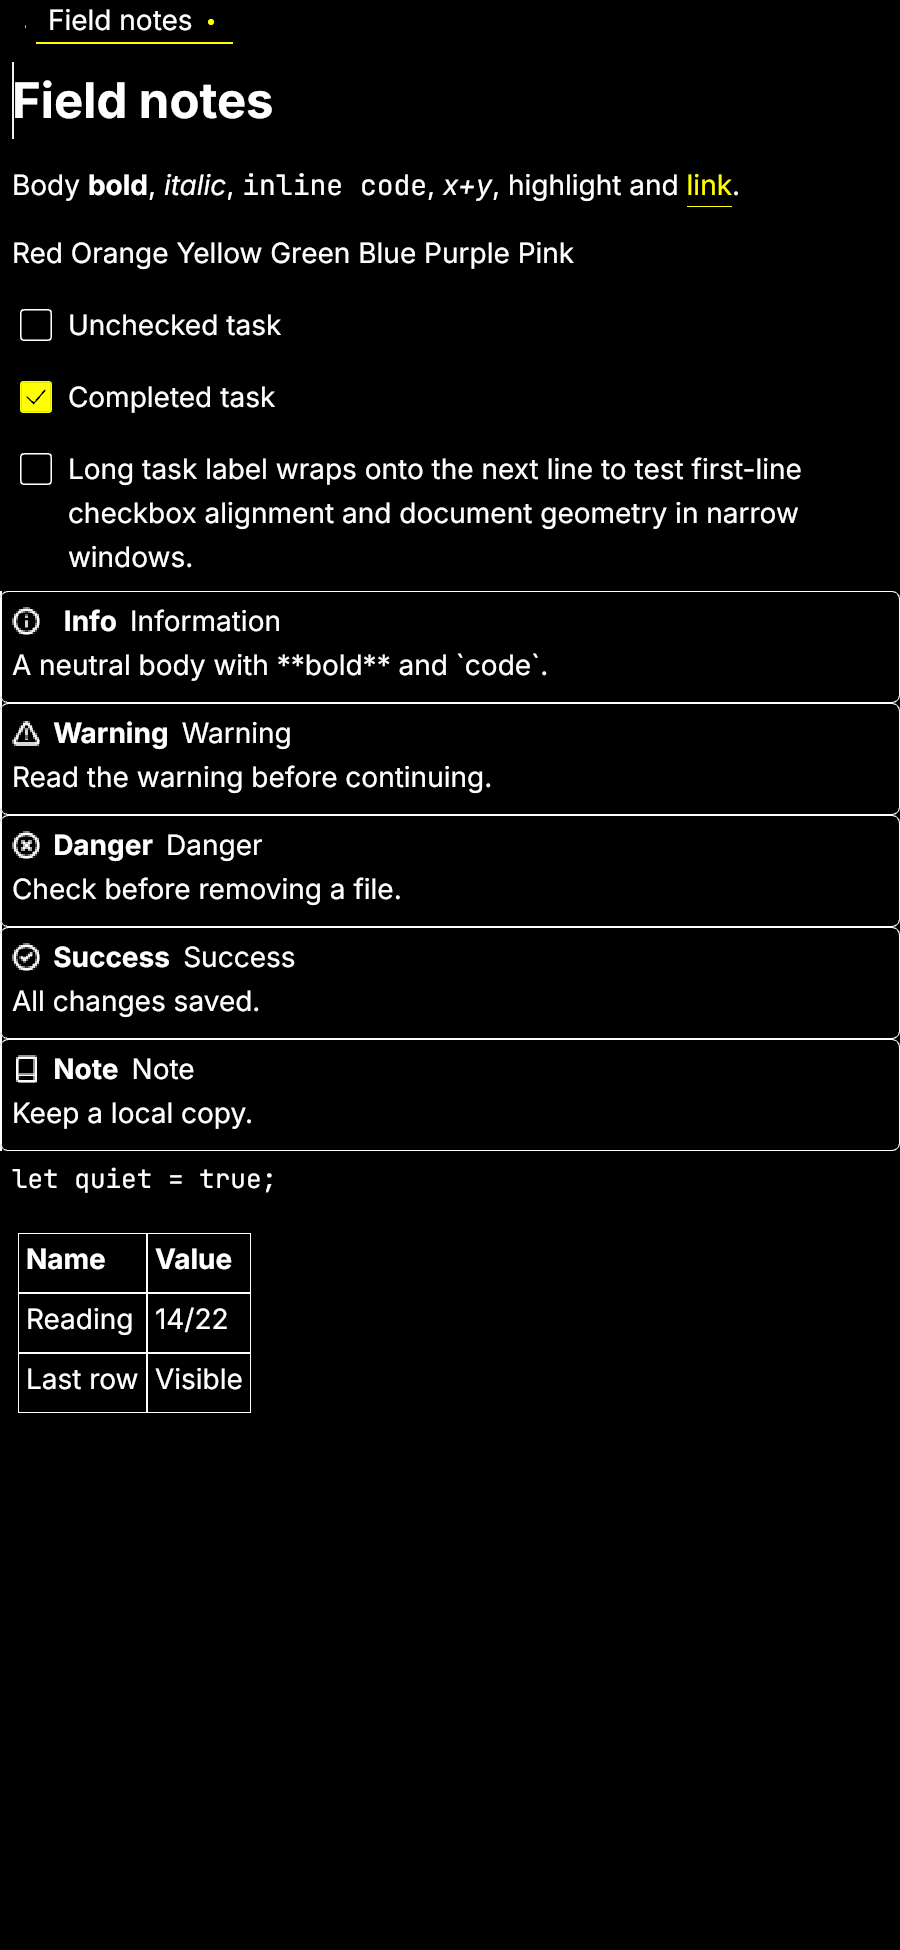 Field notes
Field notes
Body bold, italic, inline code, x+y, highlight and link.
Red Orange Yellow Green Blue Purple Pink
Unchecked task
Completed task
Long task label wraps onto the next line to test first-line
checkbox alignment and document geometry in narrow
windows.
Info Information
A neutral body with **bold** and `code`.
Warning Warning
Read the warning before continuing.
Danger Danger
Check before removing a file.
Success Success
All changes saved.
Note Note
Keep a local copy.
let quiet = true;
Name Value
Reading 14/22
Last row Visible